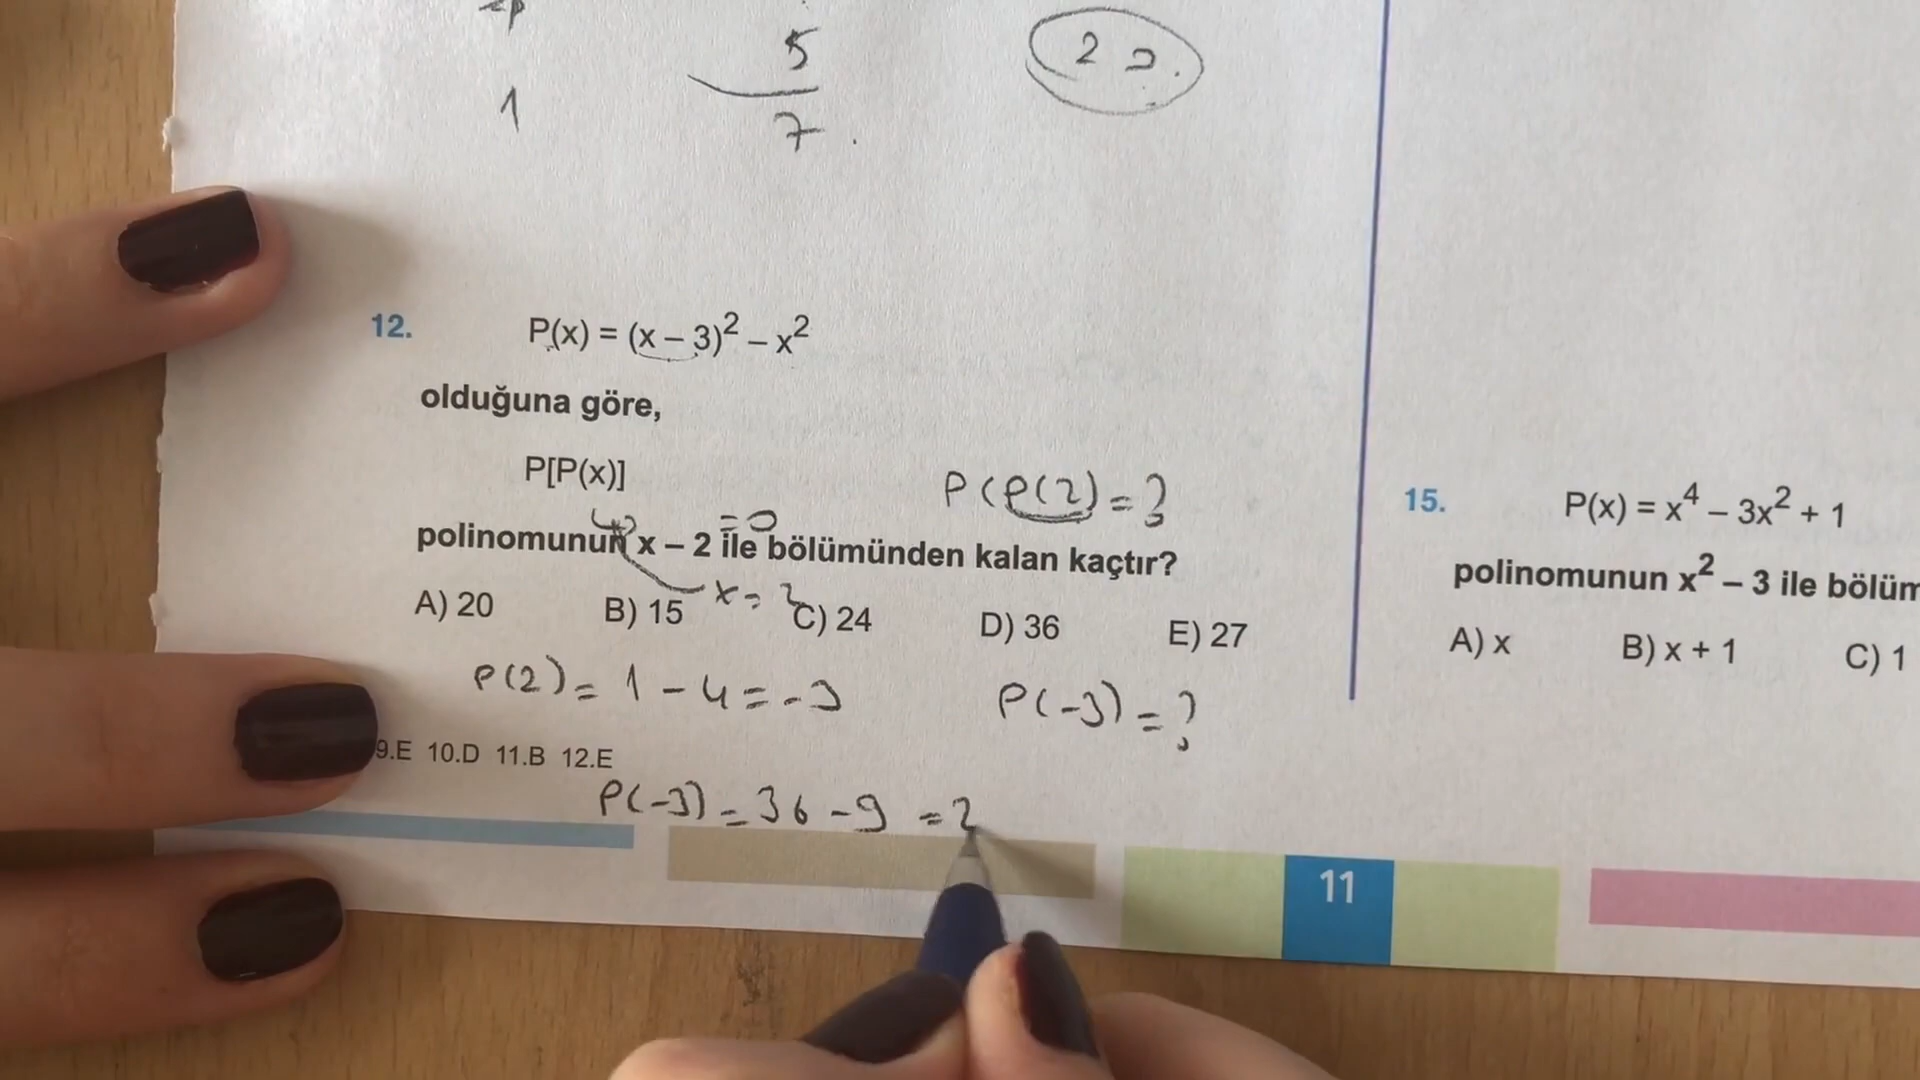 5
1
7.
12. P(x) = (x – 3)² – x²
olduğuna göre,
P[P(x)]
P(P(2) = ?
= 0
polinomunun x – 2 ile bölümünden kalan kaçtır?
x = 2
A) 20 B) 15 C) 24 D) 36 E) 27
P(2) = 1 - 4 = -3
P(-3) = ?
9.E 10.D 11.B 12.E
P(-3) = 36 - 9 = 2
11
15. P(x) = x⁴ – 3x² + 1
polinomunun x² – 3 ile bölüm
A) x B) x + 1 C) 1